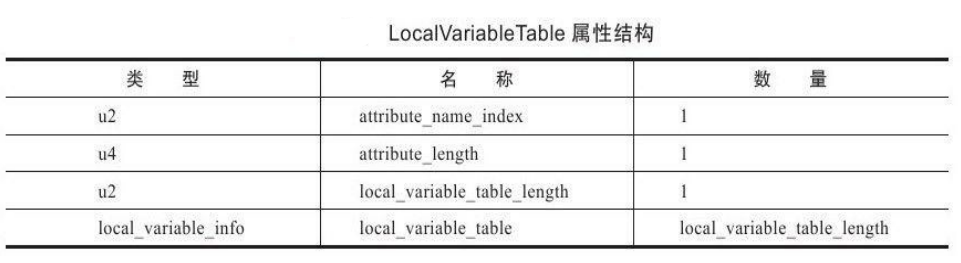 LocalVariableTable 属性结构
类 型 名 称 数 量
u2 attribute_name_index 1
u4 attribute_length 1
u2 local_variable_table_length 1
local_variable_info local_variable_table local_variable_table_length